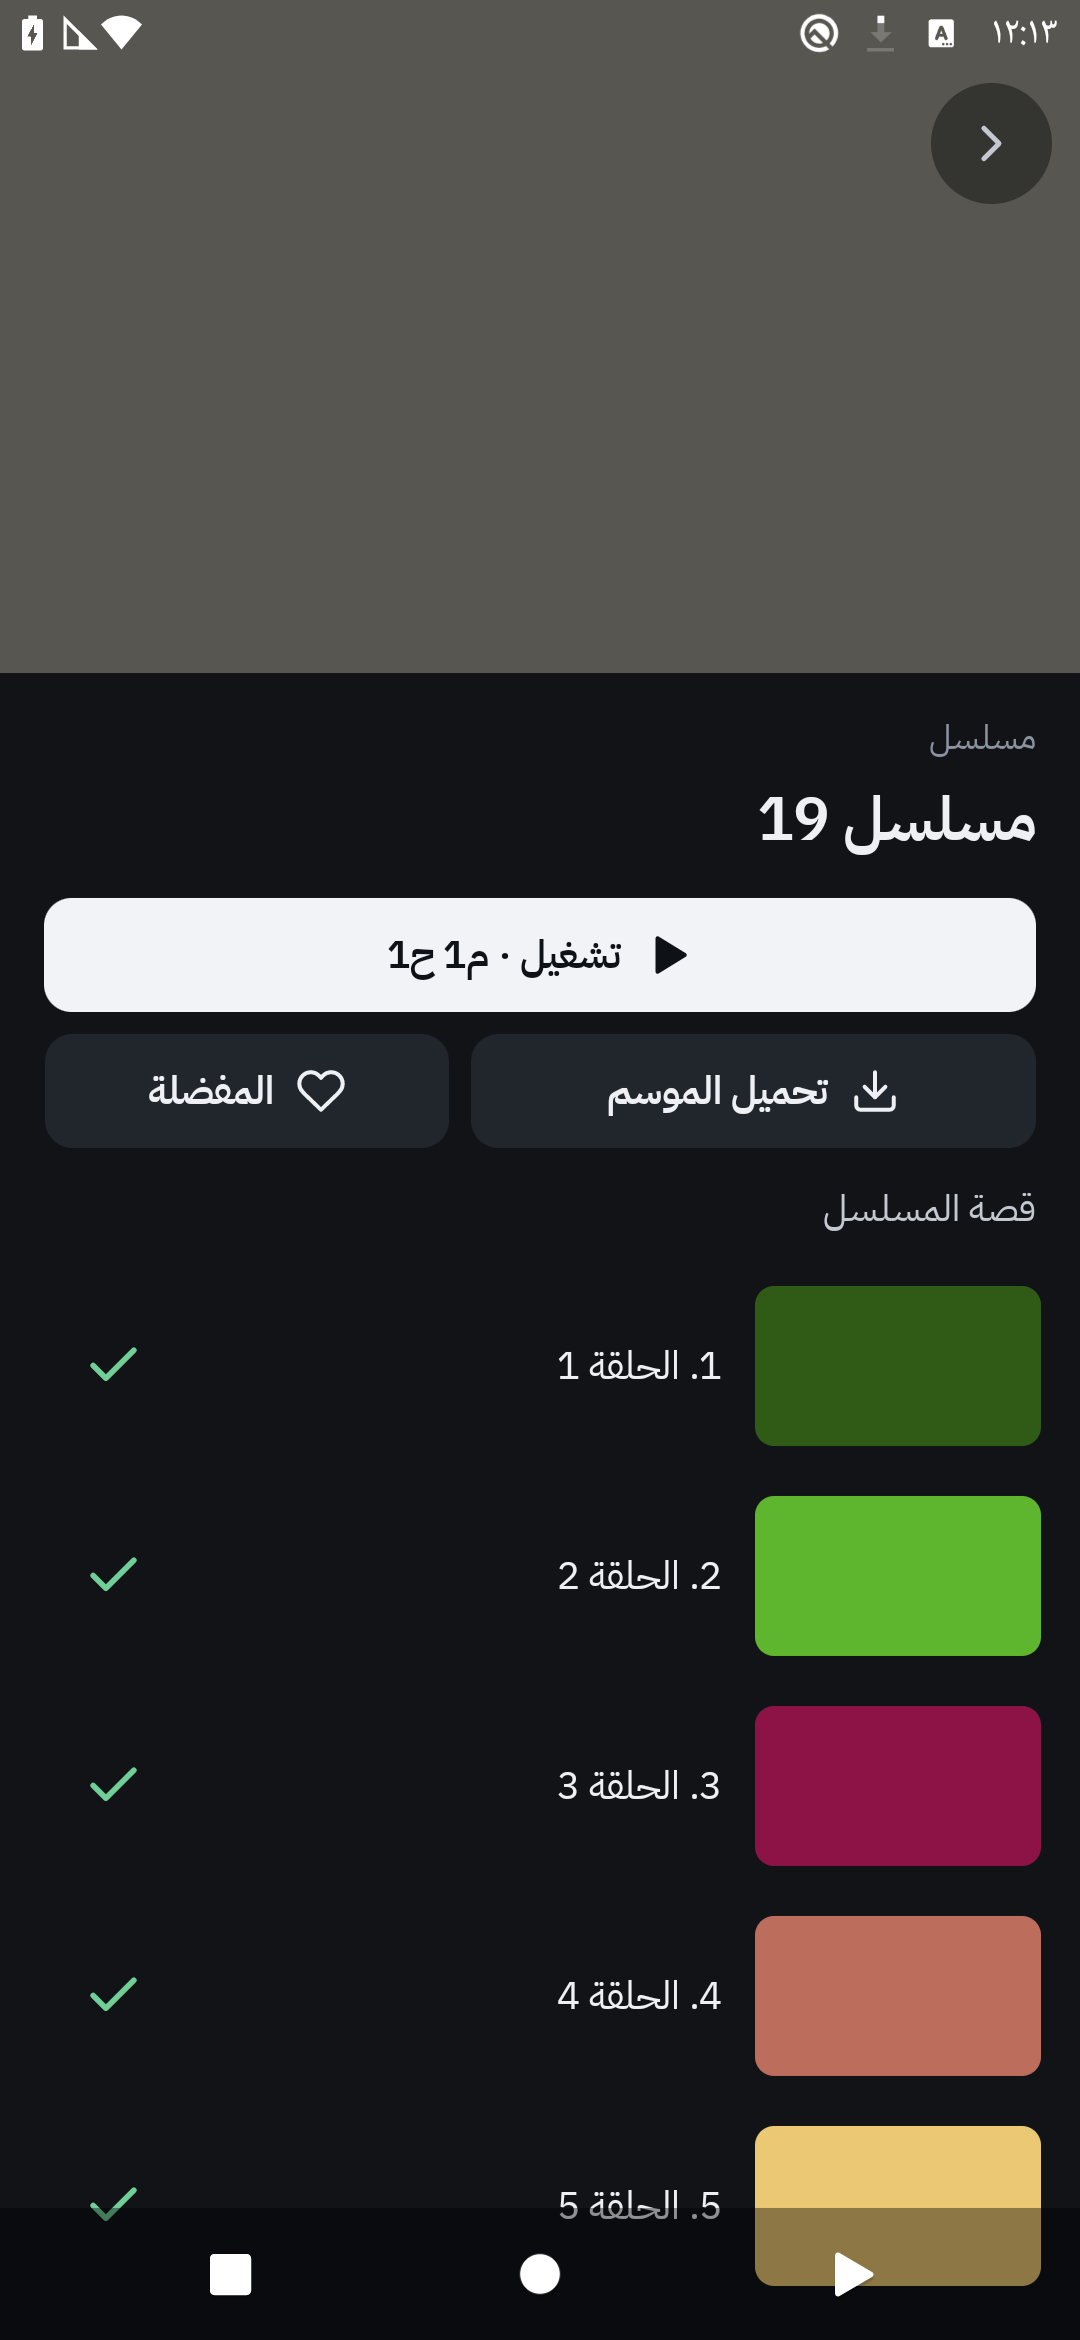 ١٢:١٣
مسلسل
مسلسل 19
تشغيل · م1 ح1
تحميل الموسم
المفضلة
قصة المسلسل
1. الحلقة 1
2. الحلقة 2
3. الحلقة 3
4. الحلقة 4
5. الحلقة 5